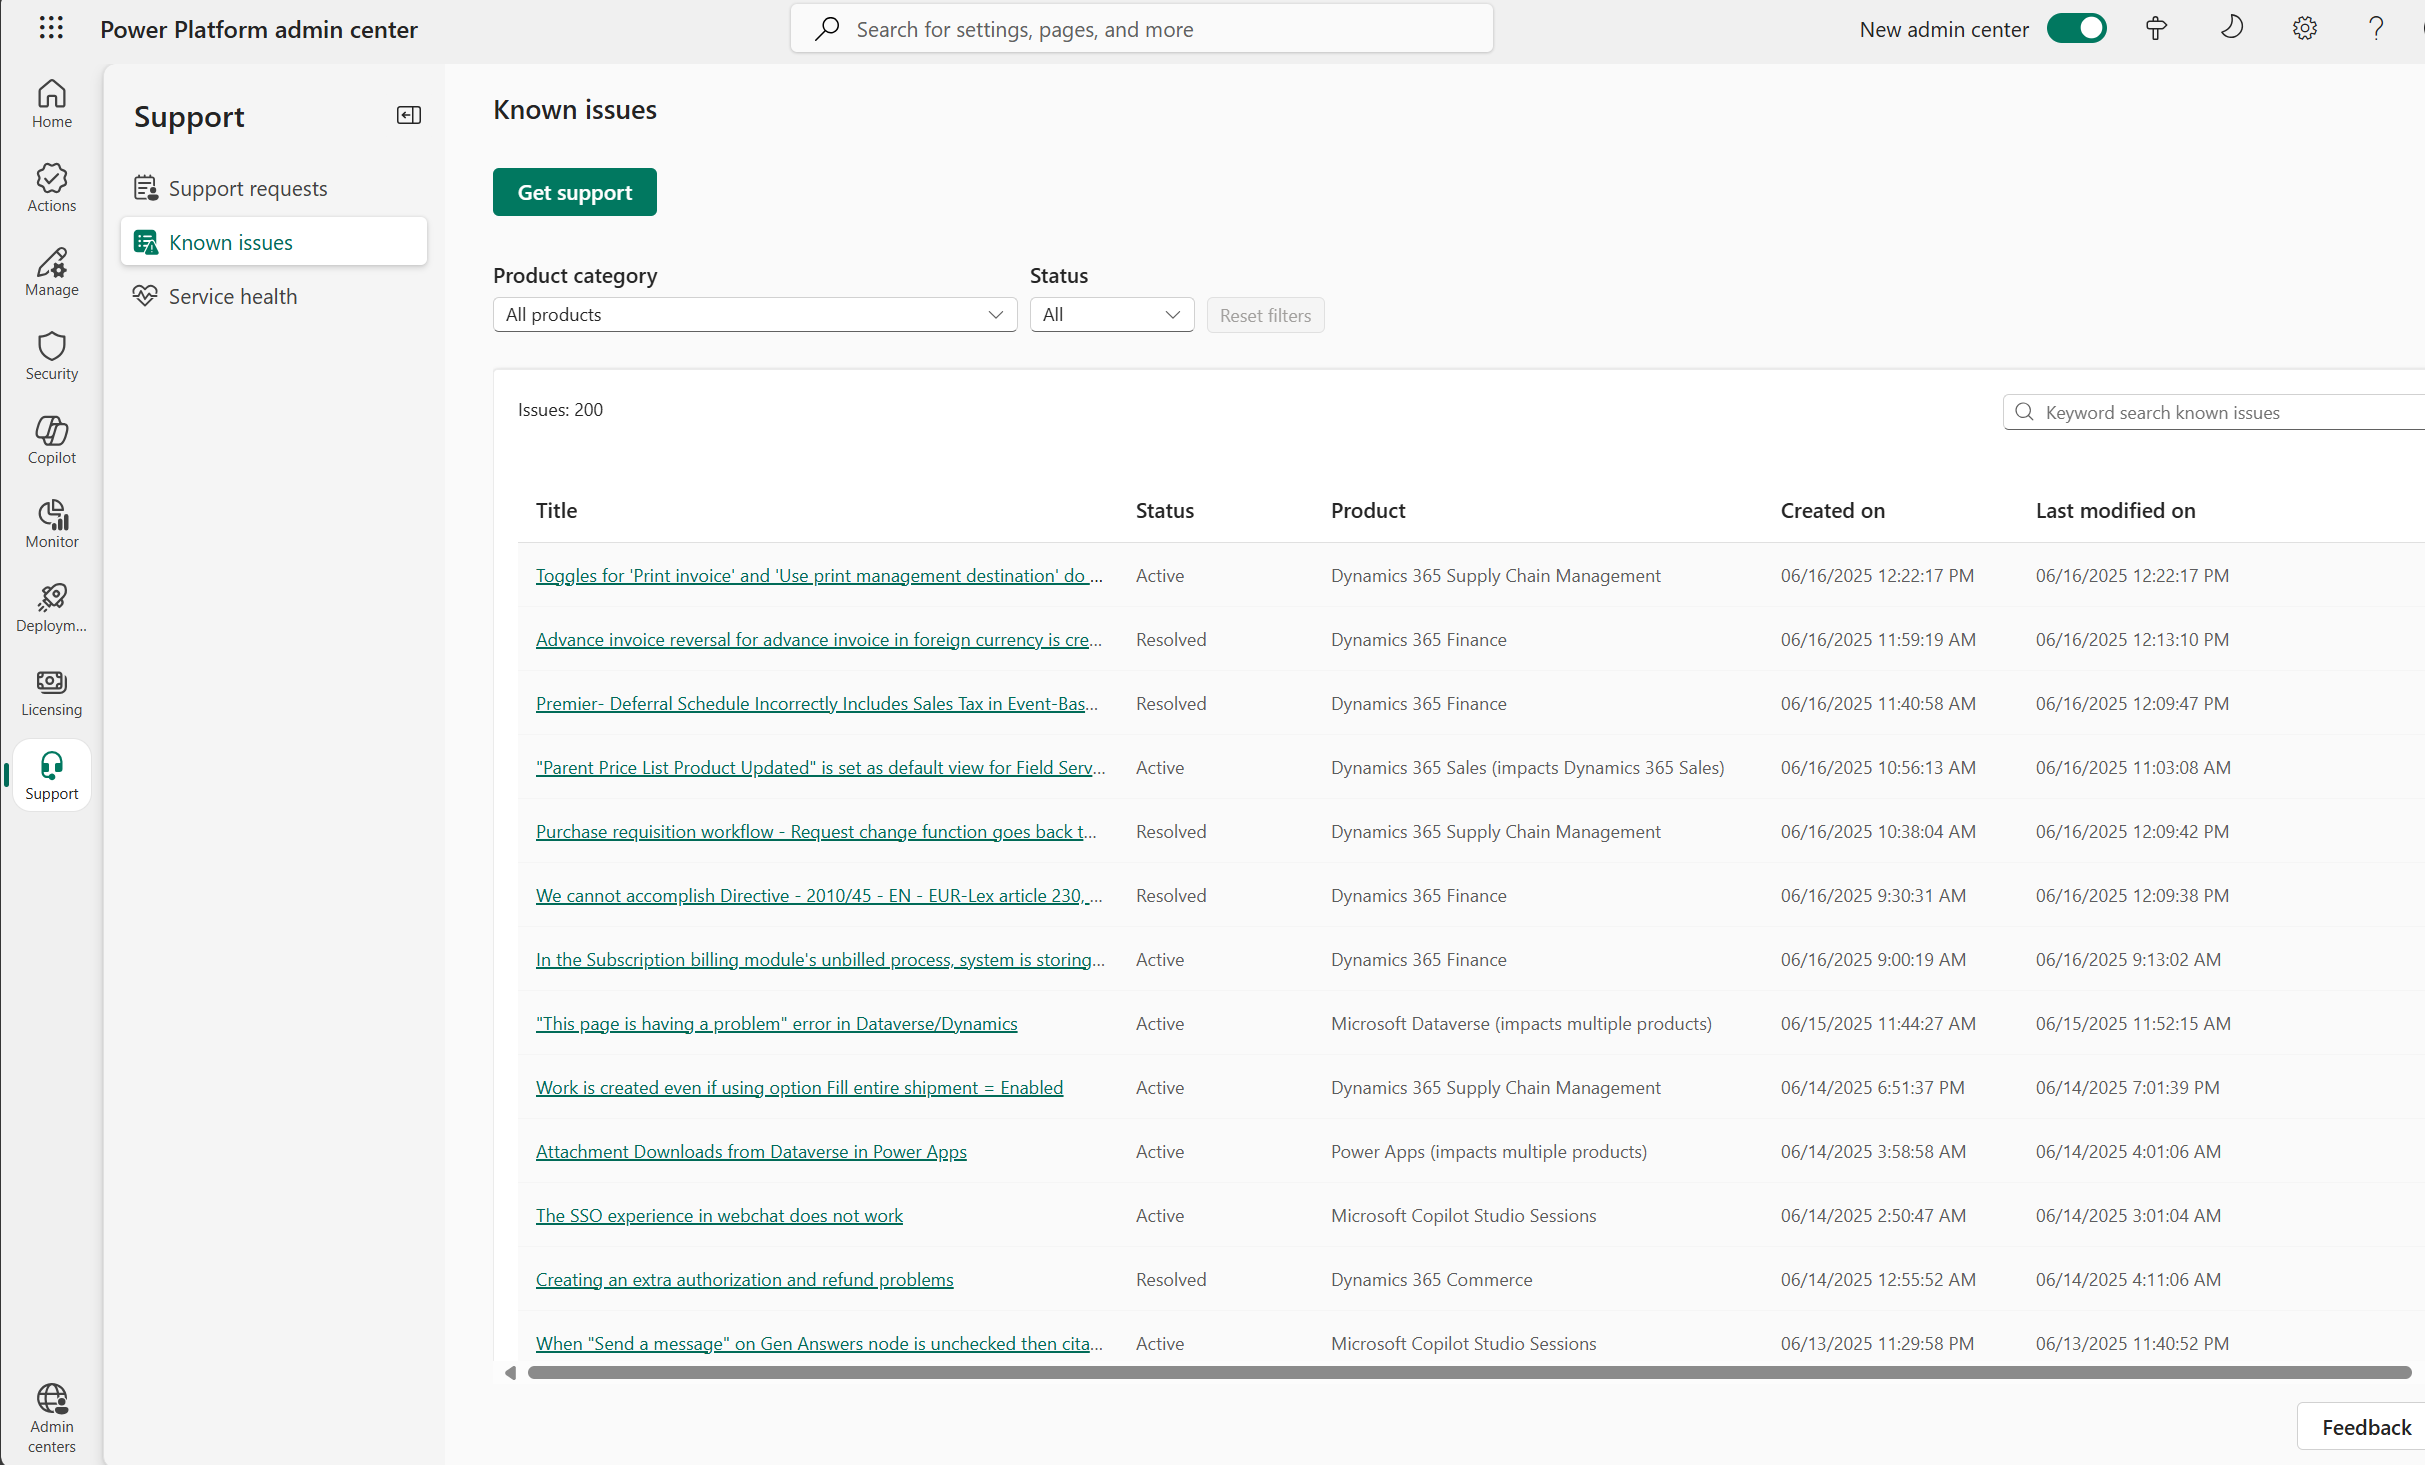 Power Platform admin center
Search for settings, pages, and more
New admin center
Home
Actions
Manage
Security
Copilot
Monitor
Deploym...
Licensing
Support
Admin
centers
Support
Support requests
Known issues
Service health
Known issues
Get support
Product category
Status
All products
All
Reset filters
Issues: 200
Keyword search known issues
Title Status Product Created on Last modified on
Toggles for 'Print invoice' and 'Use print management destination' do ... Active Dynamics 365 Supply Chain Management 06/16/2025 12:22:17 PM 06/16/2025 12:22:17 PM
Advance invoice reversal for advance invoice in foreign currency is cre... Resolved Dynamics 365 Finance 06/16/2025 11:59:19 AM 06/16/2025 12:13:10 PM
Premier- Deferral Schedule Incorrectly Includes Sales Tax in Event-Bas... Resolved Dynamics 365 Finance 06/16/2025 11:40:58 AM 06/16/2025 12:09:47 PM
"Parent Price List Product Updated" is set as default view for Field Serv... Active Dynamics 365 Sales (impacts Dynamics 365 Sales) 06/16/2025 10:56:13 AM 06/16/2025 11:03:08 AM
Purchase requisition workflow - Request change function goes back t... Resolved Dynamics 365 Supply Chain Management 06/16/2025 10:38:04 AM 06/16/2025 12:09:42 PM
We cannot accomplish Directive - 2010/45 - EN - EUR-Lex article 230, ... Resolved Dynamics 365 Finance 06/16/2025 9:30:31 AM 06/16/2025 12:09:38 PM
In the Subscription billing module's unbilled process, system is storing... Active Dynamics 365 Finance 06/16/2025 9:00:19 AM 06/16/2025 9:13:02 AM
"This page is having a problem" error in Dataverse/Dynamics Active Microsoft Dataverse (impacts multiple products) 06/15/2025 11:44:27 AM 06/15/2025 11:52:15 AM
Work is created even if using option Fill entire shipment = Enabled Active Dynamics 365 Supply Chain Management 06/14/2025 6:51:37 PM 06/14/2025 7:01:39 PM
Attachment Downloads from Dataverse in Power Apps Active Power Apps (impacts multiple products) 06/14/2025 3:58:58 AM 06/14/2025 4:01:06 AM
The SSO experience in webchat does not work Active Microsoft Copilot Studio Sessions 06/14/2025 2:50:47 AM 06/14/2025 3:01:04 AM
Creating an extra authorization and refund problems Resolved Dynamics 365 Commerce 06/14/2025 12:55:52 AM 06/14/2025 4:11:06 AM
When "Send a message" on Gen Answers node is unchecked then cita... Active Microsoft Copilot Studio Sessions 06/13/2025 11:29:58 PM 06/13/2025 11:40:52 PM
Feedback